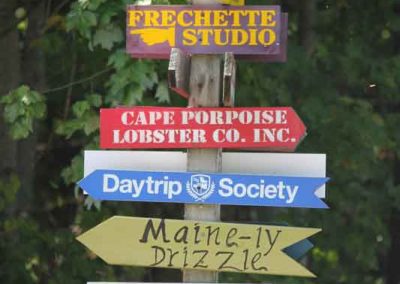 FRECHETTE
STUDIO
CAPE PORPOISE
LOBSTER CO. INC.
Daytrip Society
Maine-ly
Drizzle